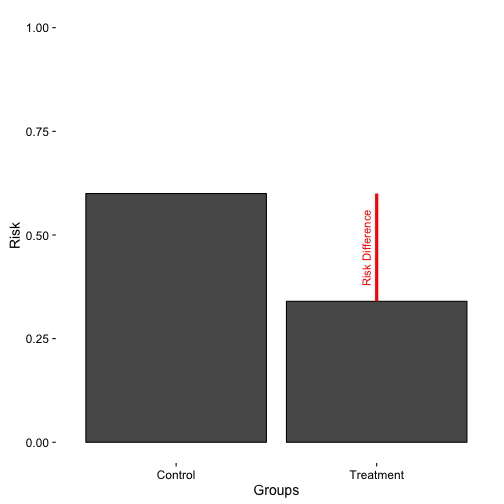 1.00
0.75
0.50
0.25
0.00
Risk
Risk Difference
Control
Treatment
Groups